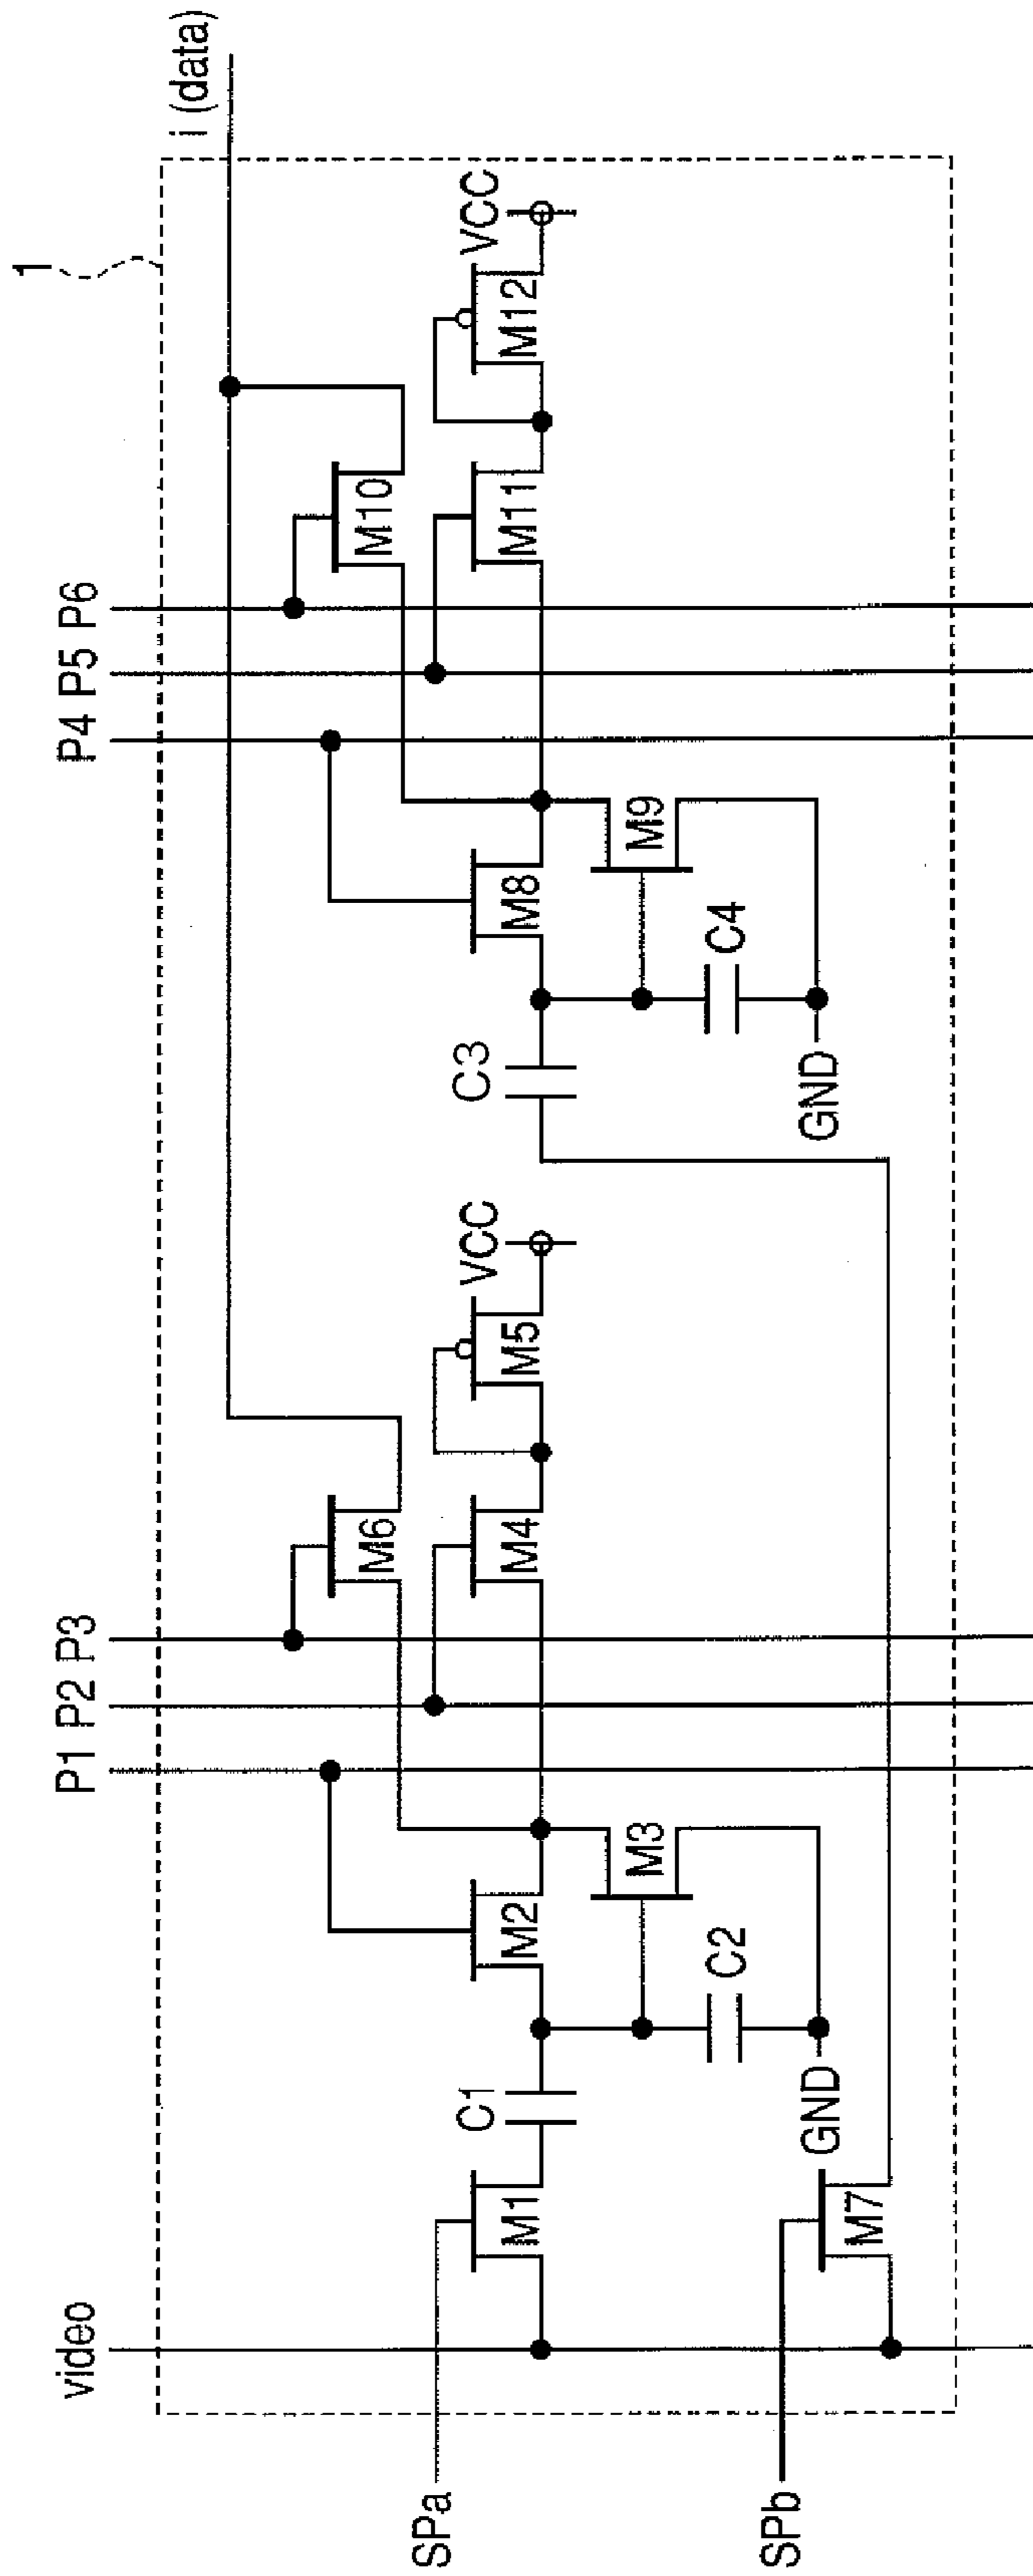 1
i (data)
video
P1 P2 P3
P4 P5 P6
SPa
M1
C1
M2
M3
C2
GND
M4
M5
VCC
M6
SPb
M7
C3
M8
M9
C4
GND
M10
M11
M12
VCC